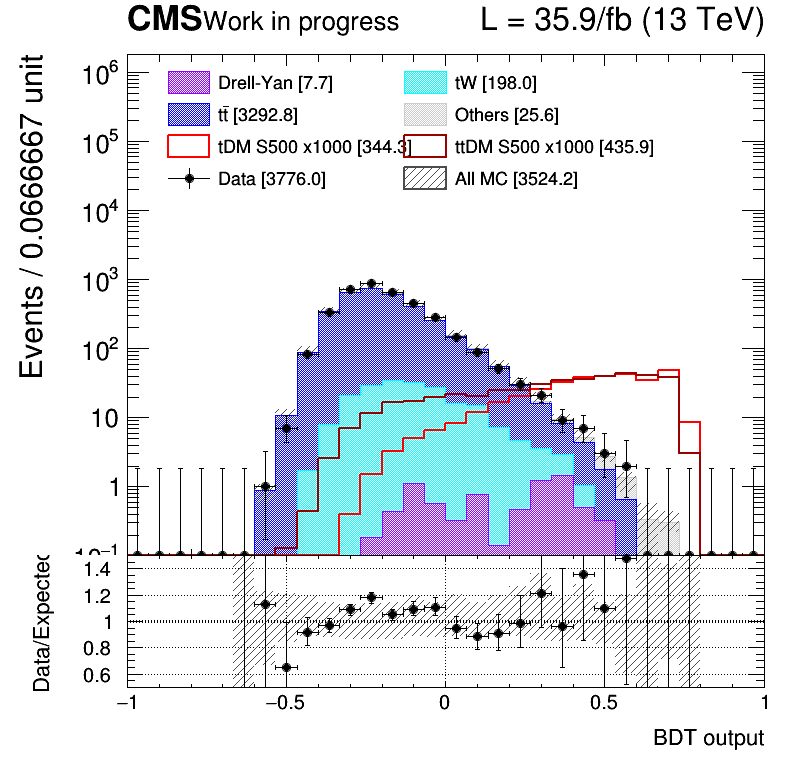 CMS Work in progress L = 35.9/fb (13 TeV)
Events / 0.0666667 unit
10⁶
10⁵
10⁴
10³
10²
10
1
10⁻¹
Drell-Yan [7.7] tW [198.0]
tt̄ [3292.8] Others [25.6]
tDM S500 x1000 [344.3] ttDM S500 x1000 [435.9]
Data [3776.0] All MC [3524.2]
Data/Expected
1.4
1.2
1
0.8
0.6
−1 −0.5 0 0.5 1
BDT output